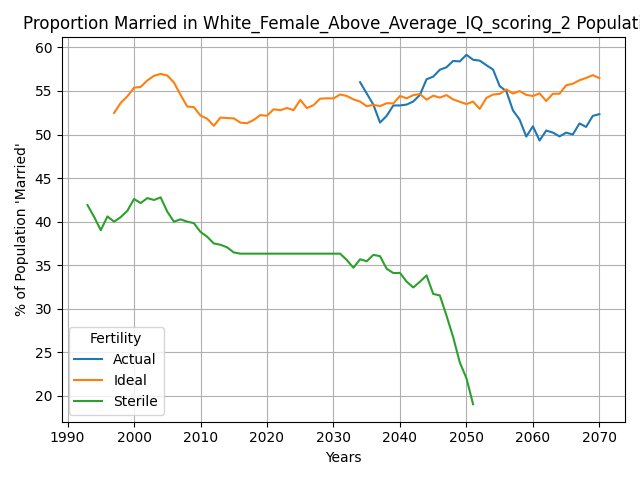 Proportion Married in White_Female_Above_Average_IQ_scoring_2 Populati
60
55
50
45
40
35
30
25
20
% of Population 'Married'
Fertility
Actual
Ideal
Sterile
1990 2000 2010 2020 2030 2040 2050 2060 2070
Years